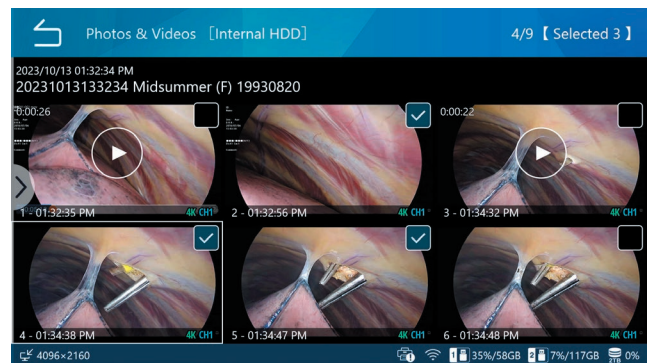 Photos & Videos [Internal HDD]
4/9 【 Selected 3 】
2023/10/13 01:32:34 PM
20231013133234 Midsummer (F) 19930820
0:00:26
0:00:22
1 - 01:32:35 PM 4K CH1
2 - 01:32:56 PM 4K CH1
3 - 01:34:32 PM 4K CH1
4 - 01:34:38 PM 4K CH1
5 - 01:34:47 PM 4K CH1
6 - 01:34:48 PM 4K CH1
4096×2160
1 35%/58GB
2 7%/117GB
2TB 0%